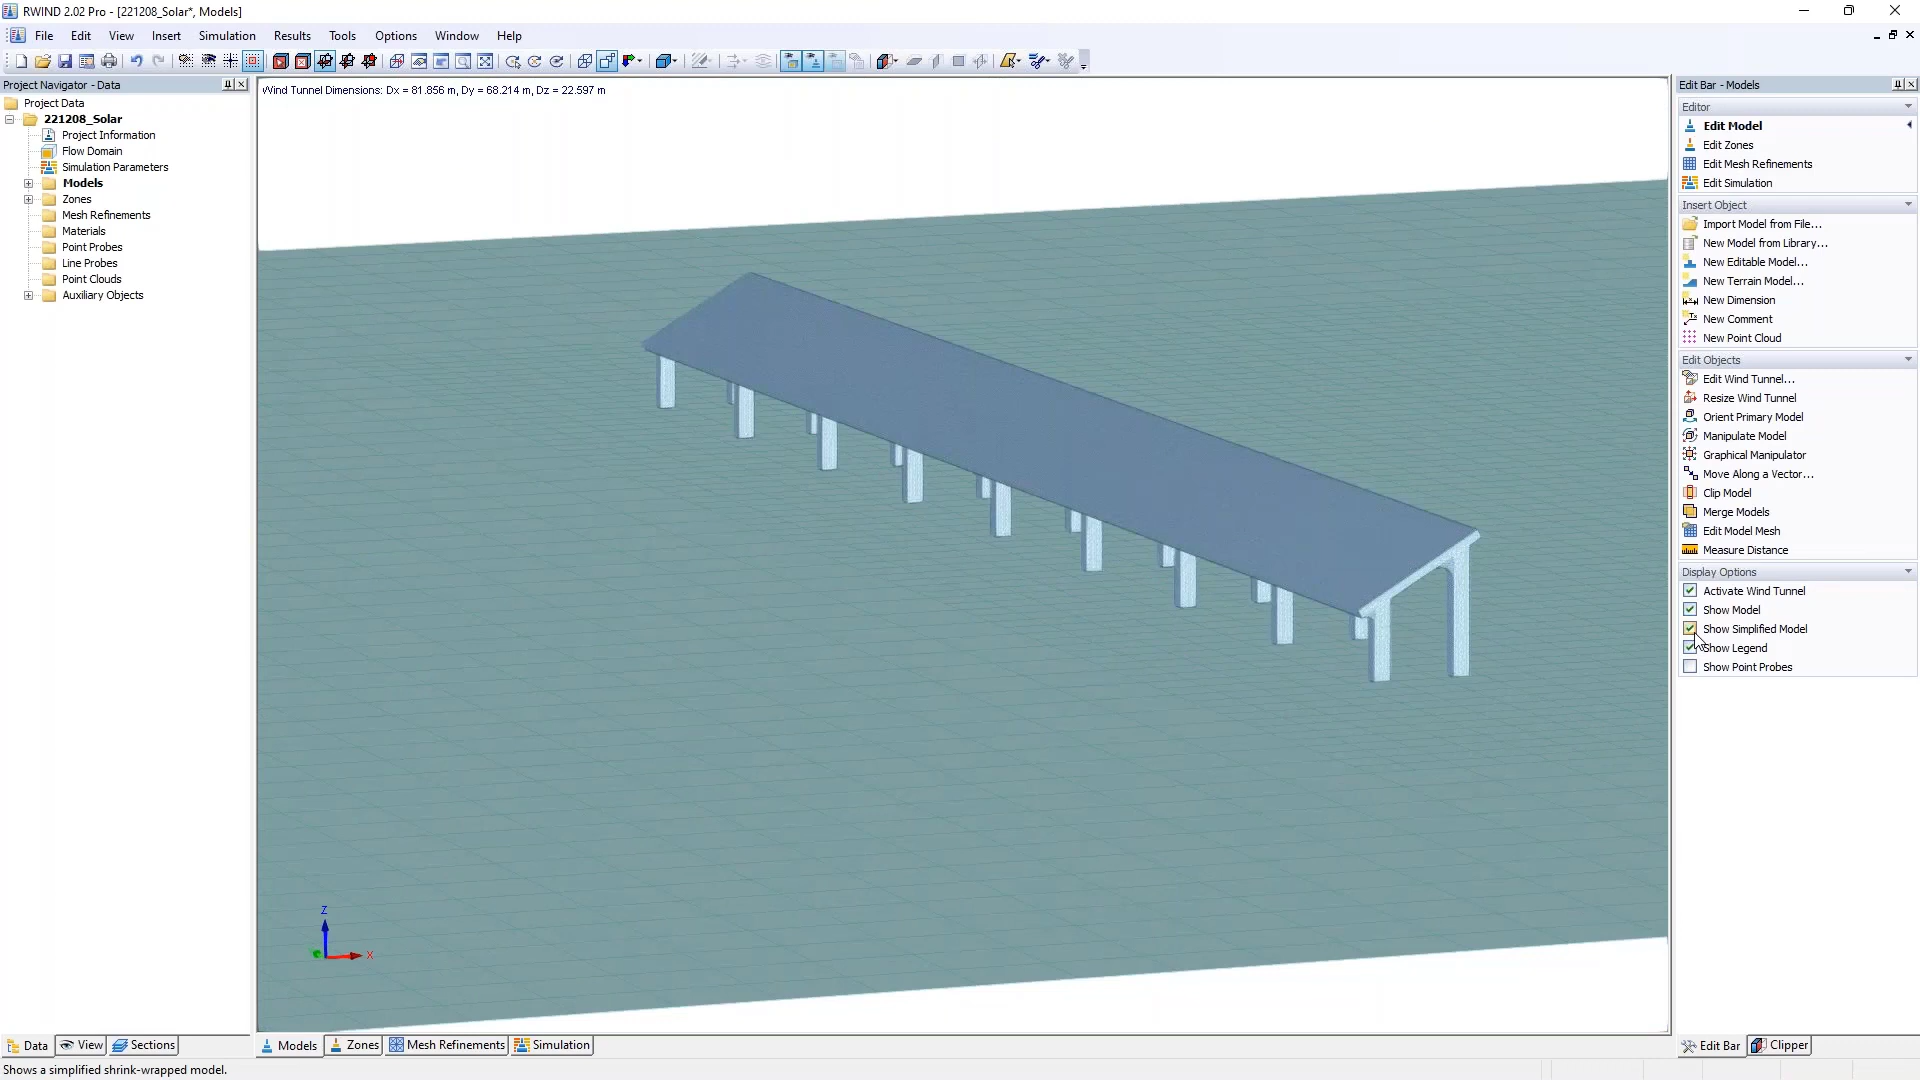 RWIND 2.02 Pro - [221208_Solar*, Models]
File Edit View Insert Simulation Results Tools Options Window Help
Project Navigator - Data
Project Data
221208_Solar
Project Information
Flow Domain
Simulation Parameters
Models
Zones
Mesh Refinements
Materials
Point Probes
Line Probes
Point Clouds
Auxiliary Objects
Data View Sections
Wind Tunnel Dimensions: Dx = 81.856 m, Dy = 68.214 m, Dz = 22.597 m
Z
X
Models Zones Mesh Refinements Simulation
Edit Bar - Models
Editor
Edit Model
Edit Zones
Edit Mesh Refinements
Edit Simulation
Insert Object
Import Model from File...
New Model from Library...
New Editable Model...
New Terrain Model...
New Dimension
New Comment
New Point Cloud
Edit Objects
Edit Wind Tunnel...
Resize Wind Tunnel
Orient Primary Model
Manipulate Model
Graphical Manipulator
Move Along a Vector...
Clip Model
Merge Models
Edit Model Mesh
Measure Distance
Display Options
Activate Wind Tunnel
Show Model
Show Simplified Model
Show Legend
Show Point Probes
Edit Bar Clipper
Shows a simplified shrink-wrapped model.